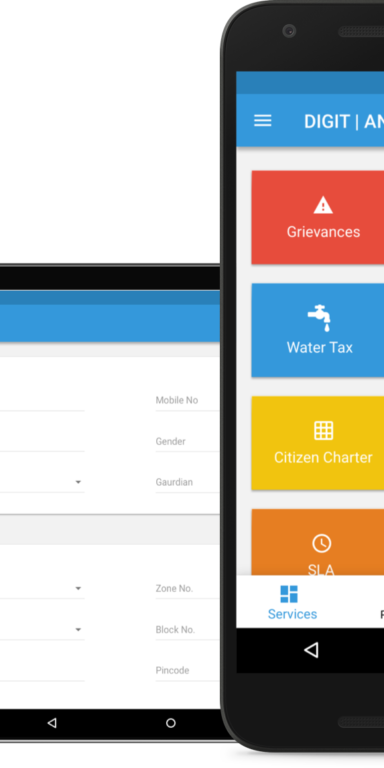 DIGIT | AN
Grievances
Water Tax
Citizen Charter
SLA
Services
Mobile No
Gender
Gaurdian
Zone No.
Block No.
Pincode